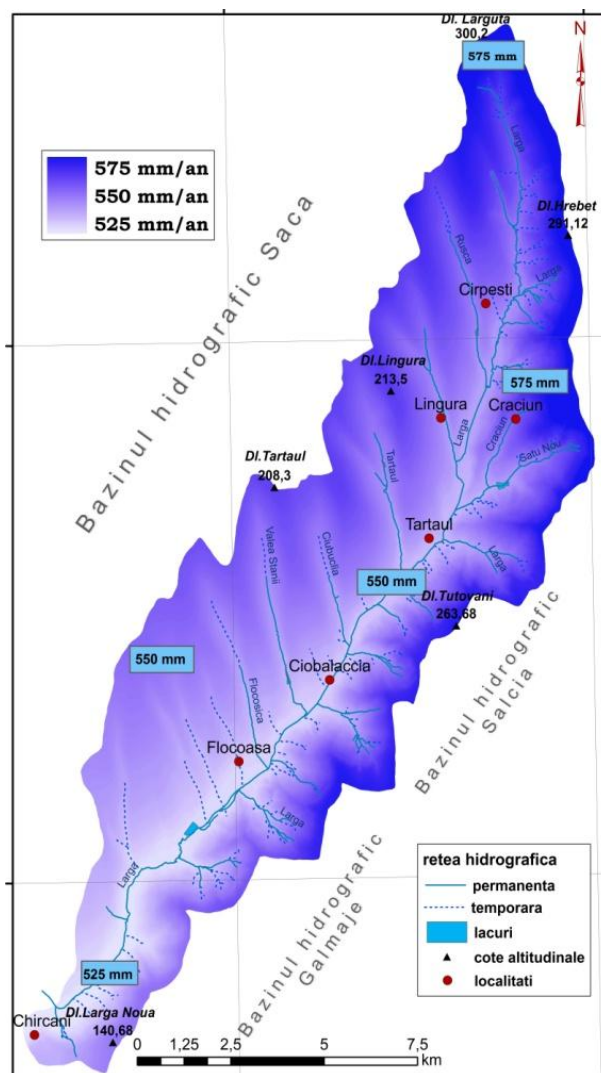 Dl. Larguta
300,2
N
575 mm
575 mm/an
550 mm/an
525 mm/an
Larga
Dl.Hrebet
291,12
Bazinul hidrografic Saca
Rusca
Larga
Cirpesti
Dl.Lingura
213,5
575 mm
Lingura
Craciun
Larga
Craciun
Satu Nou
Dl.Tartaul
208,3
Tartaul
Tartaul
Valea Stanii
Ciubuclia
Larga
550 mm
Dl.Tutovani
263,68
550 mm
Ciobalaccia
Bazinul hidrografic
Salcia
Flocosica
Flocoasa
Larga
Larga
Bazinul hidrografic
Galmaje
retea hidrografica
permanenta
temporara
lacuri
cote altitudinale
localitati
525 mm
Dl.Larga Noua
140,68
Chircani
0 1,25 2,5 5 7,5
km